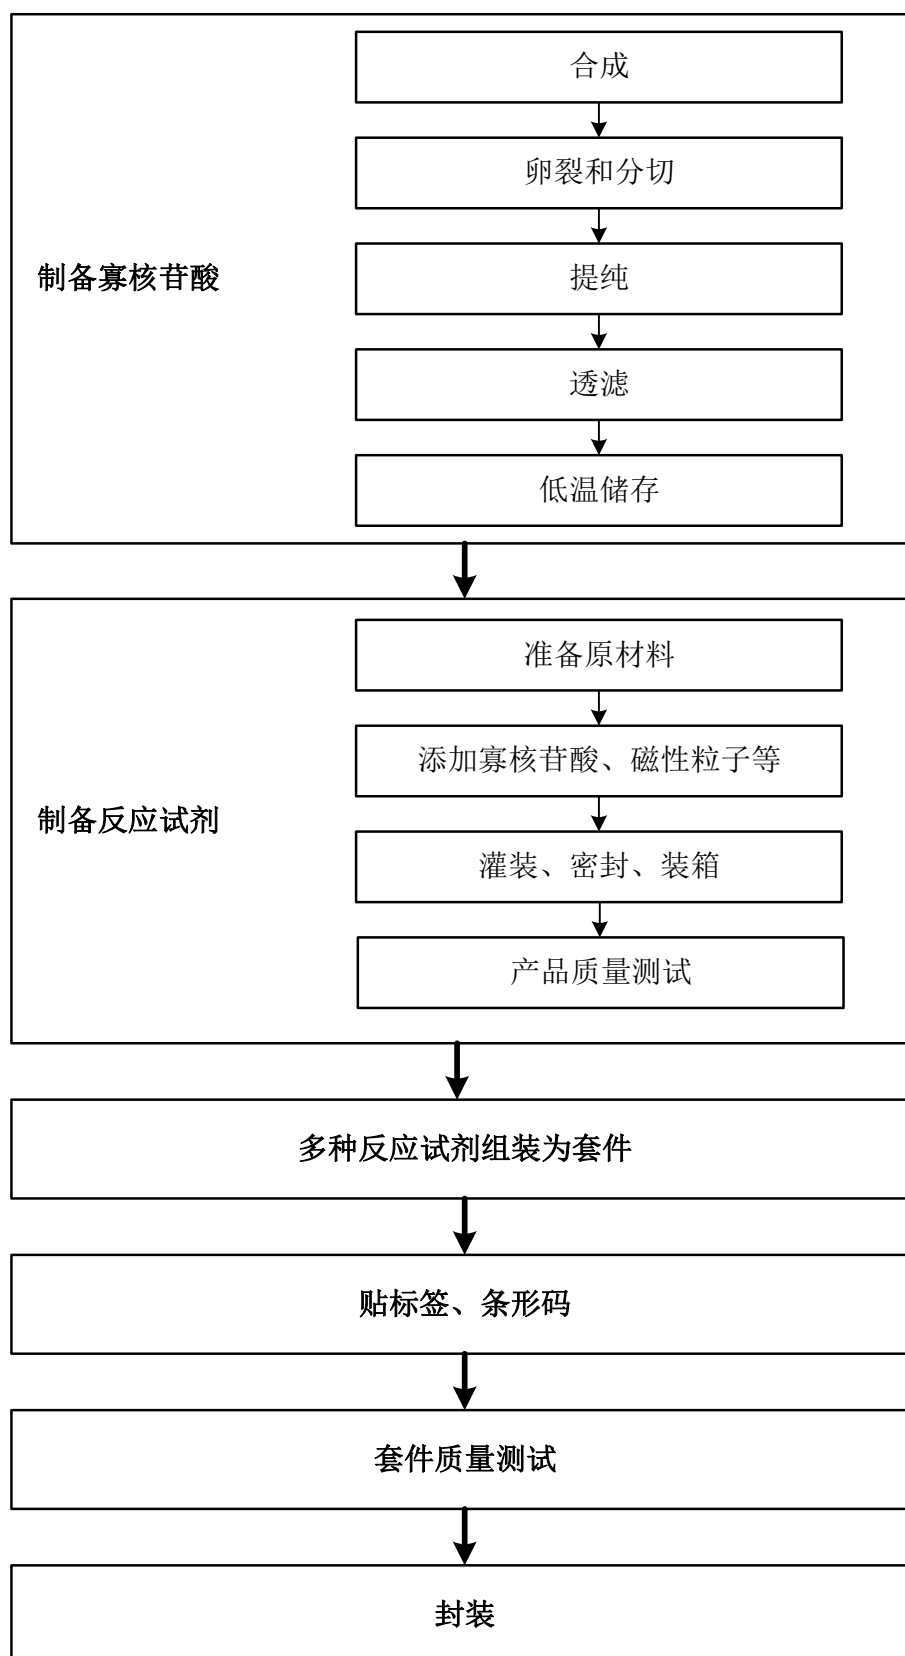 合成
卵裂和分切
制备寡核苷酸
提纯
透滤
低温储存
准备原材料
添加寡核苷酸、磁性粒子等
制备反应试剂
灌装、密封、装箱
产品质量测试
多种反应试剂组装为套件
贴标签、条形码
套件质量测试
封装